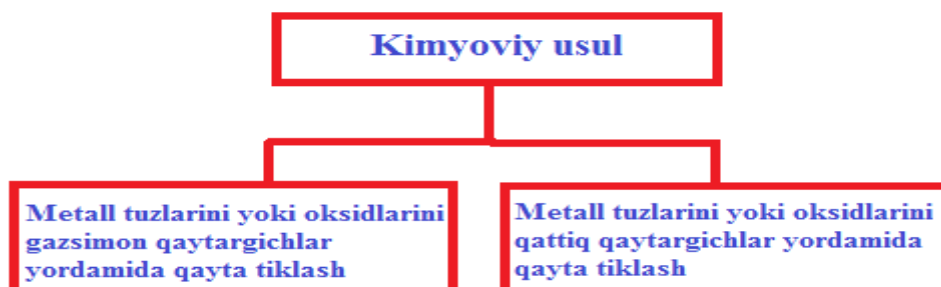 Kimyoviy usul
Metall tuzlarini yoki oksidlarini
gazsimon qaytargichlar
yordamida qayta tiklash
Metall tuzlarini yoki oksidlarini
qattiq qaytargichlar yordamida
qayta tiklash